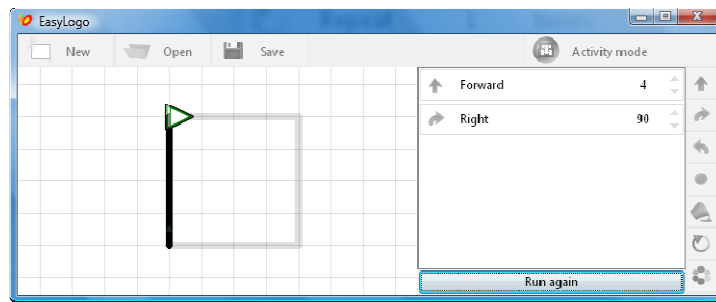 EasyLogo
New Open Save Activity mode
Forward 4
Right 90
Run again